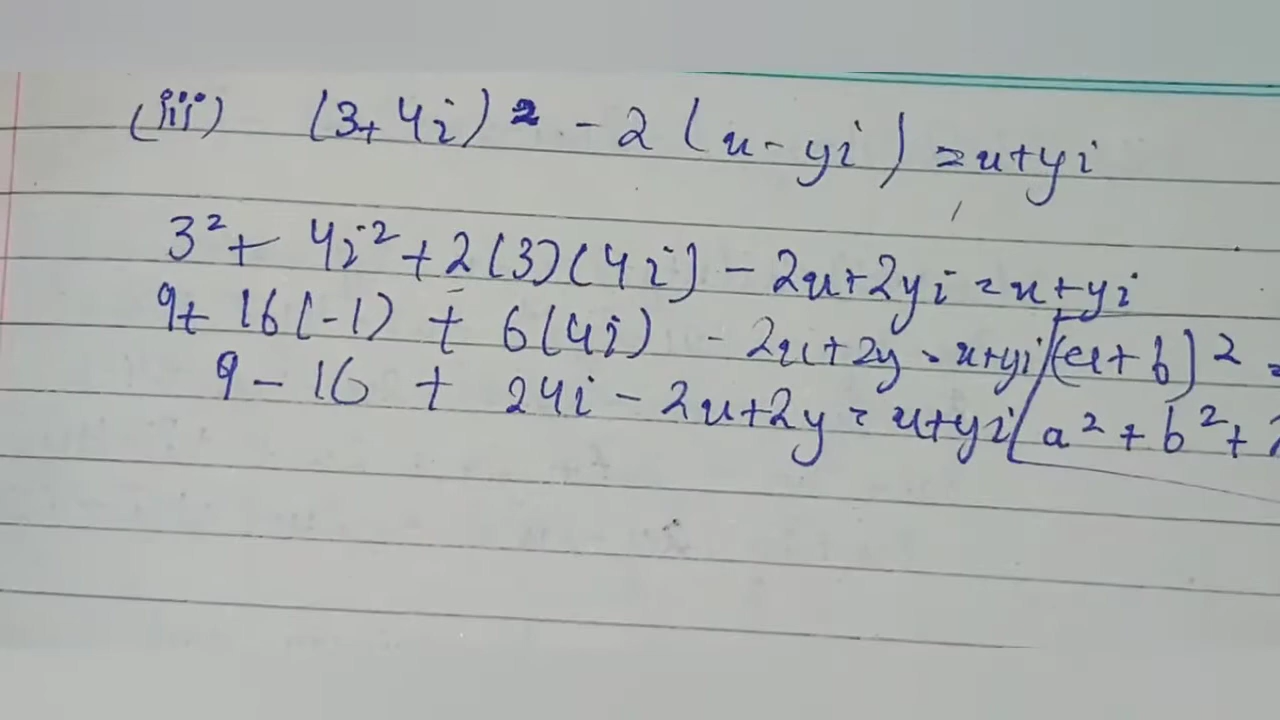 (iii) (3+4i)² - 2(x-yi) = x+yi
3² + 4i² + 2(3)(4i) - 2x+2yi = x+yi
9+ 16(-1) + 6(4i) - 2x+2y = x+yi (a+b)² =
9 - 16 + 24i - 2x+2y = x+yi a² + b² +